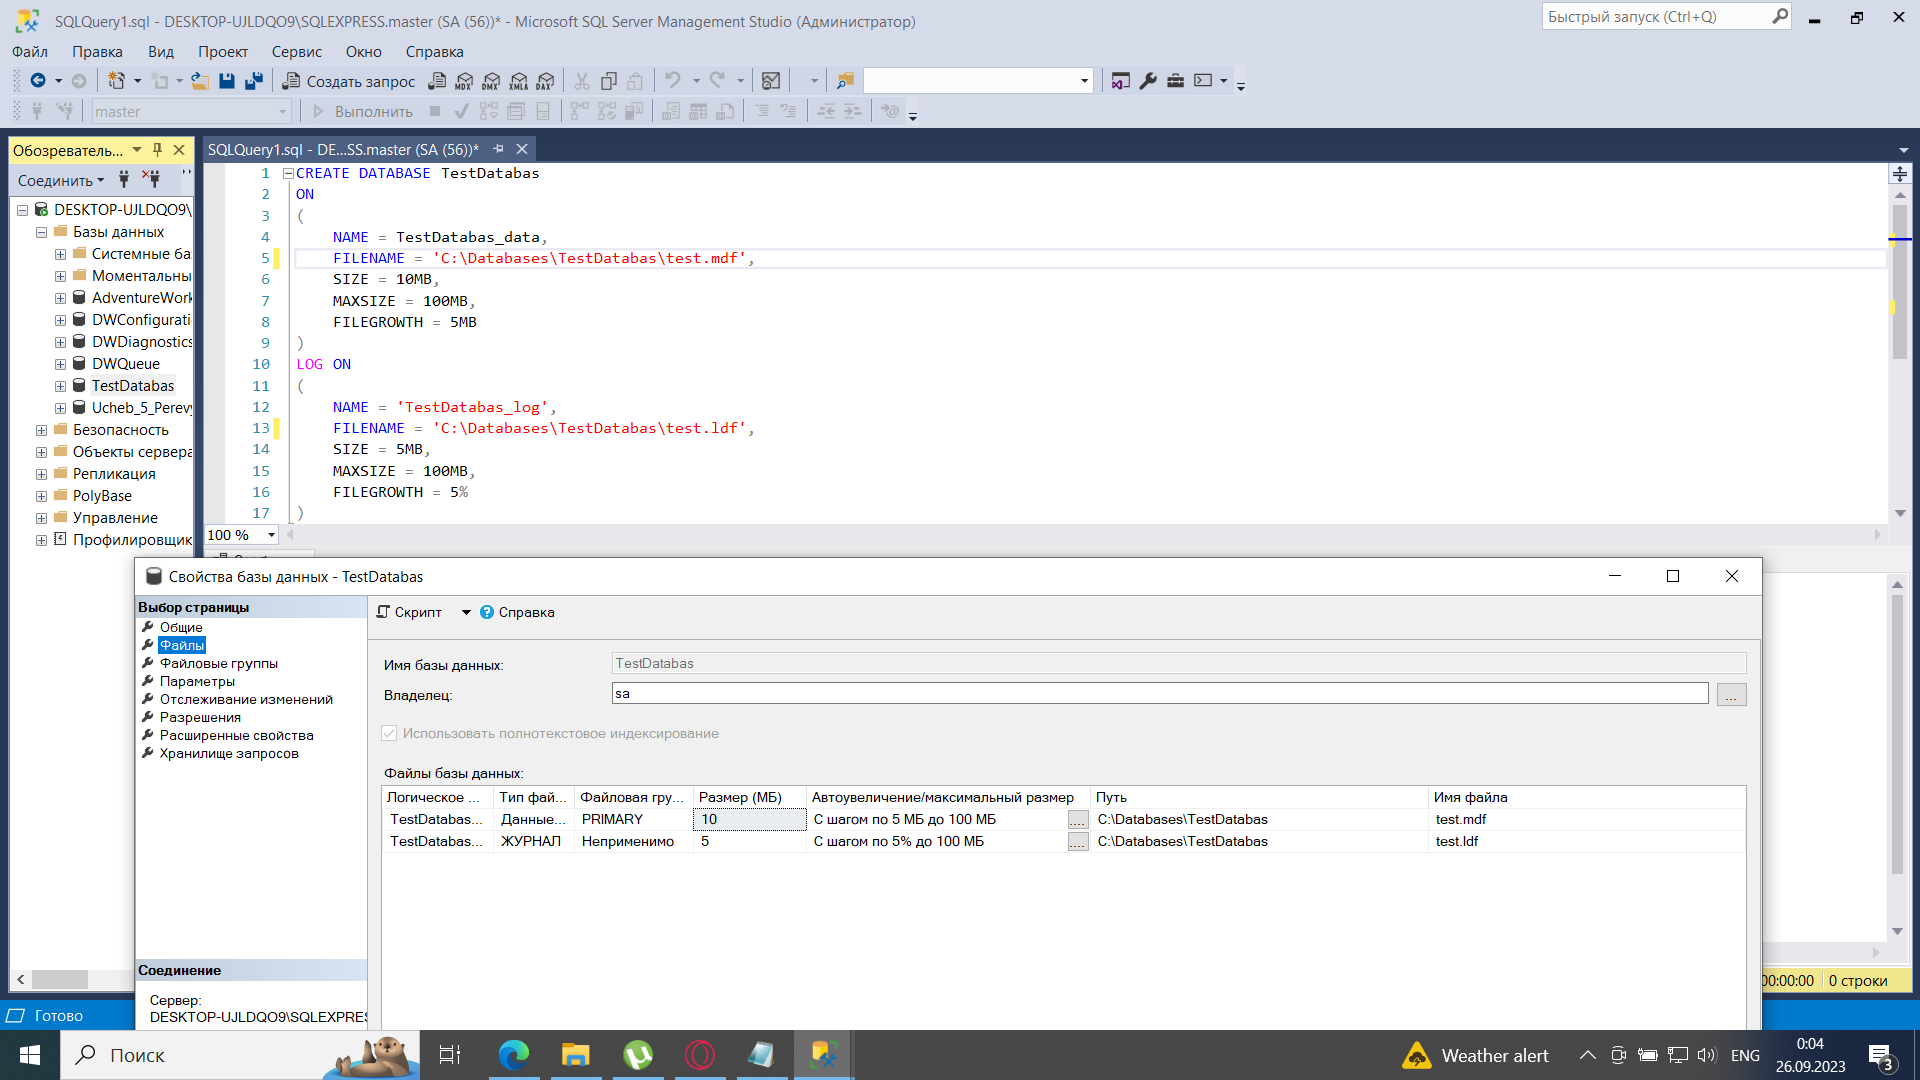 SQLQuery1.sql - DESKTOP-UJLDQO9\SQLEXPRESS.master (SA (56))* - Microsoft SQL Server Management Studio (Администратор)
Быстрый запуск (Ctrl+Q)
Файл Правка Вид Проект Сервис Окно Справка
Создать запрос MDX DMX XMLA DAX
master Выполнить
Обозреватель...
SQLQuery1.sql - DE...SS.master (SA (56))*
Соединить
DESKTOP-UJLDQO9\
Базы данных
Системные ба
Моментальны
AdventureWork
DWConfigurati
DWDiagnostics
DWQueue
TestDatabas
Ucheb_5_Perev
Безопасность
Объекты сервера
Репликация
PolyBase
Управление
Профилировщик
1 CREATE DATABASE TestDatabas
2 ON
3 (
4 NAME = TestDatabas_data,
5 FILENAME = 'C:\Databases\TestDatabas\test.mdf',
6 SIZE = 10MB,
7 MAXSIZE = 100MB,
8 FILEGROWTH = 5MB
9 )
10 LOG ON
11 (
12 NAME = 'TestDatabas_log',
13 FILENAME = 'C:\Databases\TestDatabas\test.ldf',
14 SIZE = 5MB,
15 MAXSIZE = 100MB,
16 FILEGROWTH = 5%
17 )
100 %
Свойства базы данных - TestDatabas
Выбор страницы
Общие
Файлы
Файловые группы
Параметры
Отслеживание изменений
Разрешения
Расширенные свойства
Хранилище запросов
Скрипт Справка
Имя базы данных: TestDatabas
Владелец: sa ...
Использовать полнотекстовое индексирование
Файлы базы данных:
Логическое ... Тип фай... Файловая гру... Размер (МБ) Автоувеличение/максимальный размер Путь Имя файла
TestDatabas... Данные... PRIMARY 10 С шагом по 5 МБ до 100 МБ ... C:\Databases\TestDatabas test.mdf
TestDatabas... ЖУРНАЛ Неприменимо 5 С шагом по 5% до 100 МБ ... C:\Databases\TestDatabas test.ldf
Соединение
Сервер:
DESKTOP-UJLDQO9\SQLEXPRES
00:00:00 0 строки
Готово
Поиск
Weather alert
ENG
0:04
26.09.2023
3